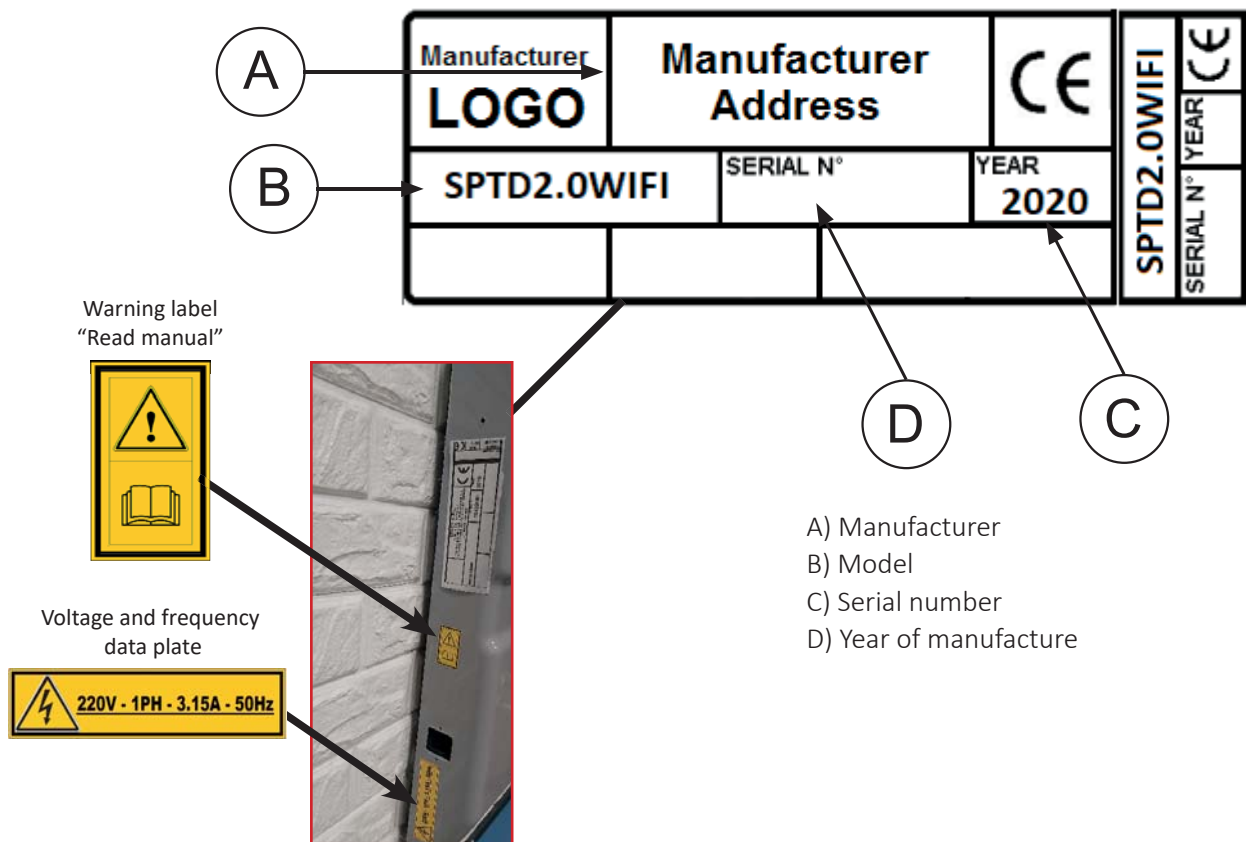 A
Manufacturer
LOGO
Manufacturer
Address
CE
B
SPTD2.0WIFI
SERIAL N°
YEAR
2020
SPTD2.0WIFI
SERIAL N°
YEAR
CE
Warning label
“Read manual”
D
C
Voltage and frequency
data plate
220V - 1PH - 3.15A - 50Hz
A) Manufacturer
B) Model
C) Serial number
D) Year of manufacture